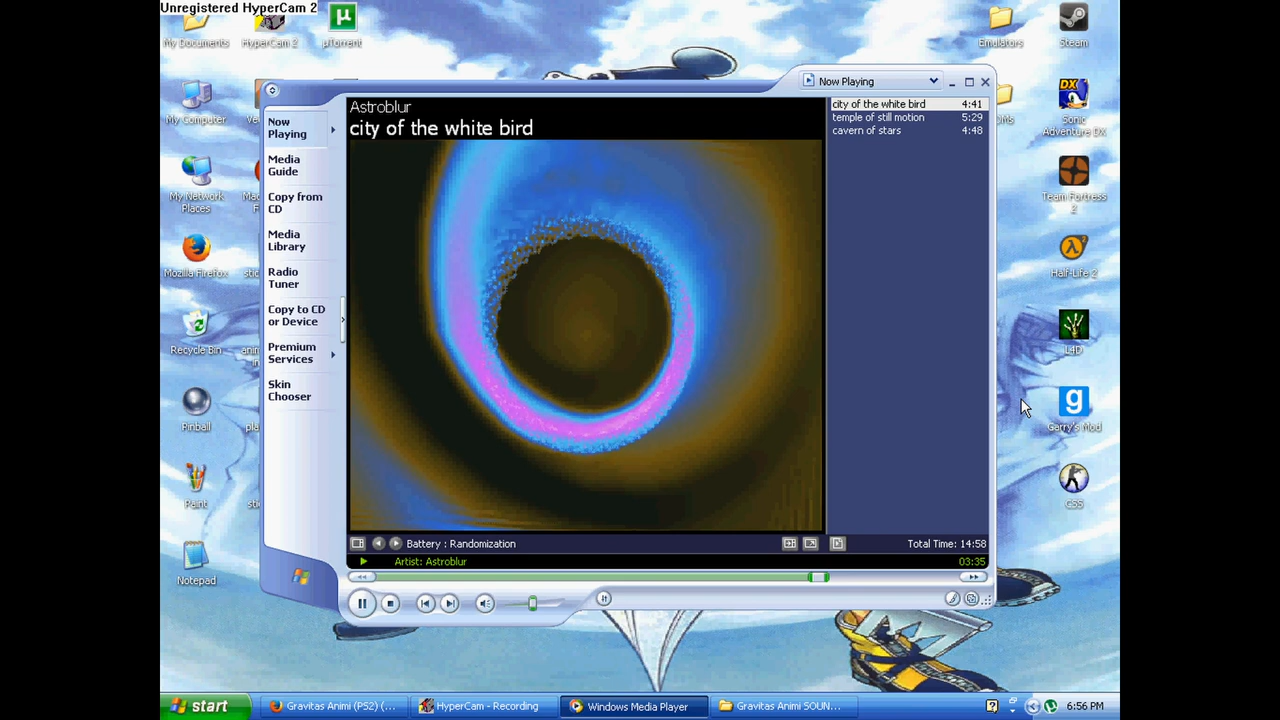 Unregistered HyperCam 2
My Documents
HyperCam 2
µTorrent
Emulators
Steam
My Computer
Sonic
Adventure DX
My Network
Places
Team Fortress
2
Mozilla Firefox
Half-Life 2
Recycle Bin
L4D
Pinball
Garry's Mod
Paint
CSS
Notepad
Now Playing
Astroblur
city of the white bird
city of the white bird 4:41
temple of still motion 5:29
cavern of stars 4:48
Now
Playing
Media
Guide
Copy from
CD
Media
Library
Radio
Tuner
Copy to CD
or Device
Premium
Services
Skin
Chooser
Battery : Randomization
Total Time: 14:58
Artist: Astroblur
03:35
start
Gravitas Animi (PS2) (...
HyperCam - Recording
Windows Media Player
Gravitas Animi SOUN...
6:56 PM